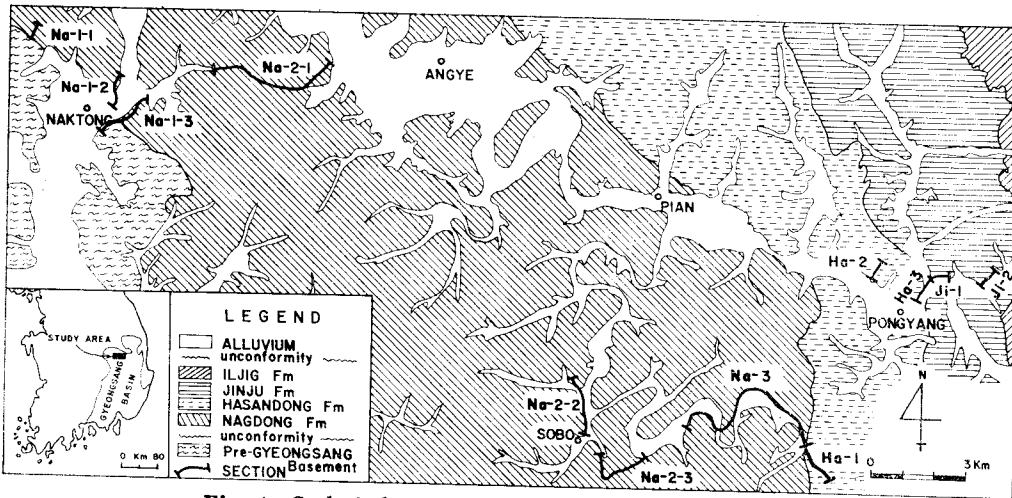 Na-1-1
Na-1-2
NAKTONG
Na-1-3
Na-2-1
ANGYE
PIAN
Ha-2
Ha-3
Ji-1
Ji-2
PONGYANG
N
Na-3
Na-2-2
SOBO
Na-2-3
Ha-1
0 3 Km
STUDY AREA
GYEONGSANG
BASIN
0 Km 80
LEGEND
ALLUVIUM
unconformity
ILJIG Fm
JINJU Fm
HASANDONG Fm
NAGDONG Fm
unconformity
Pre-GYEONGSANG
Basement
SECTION